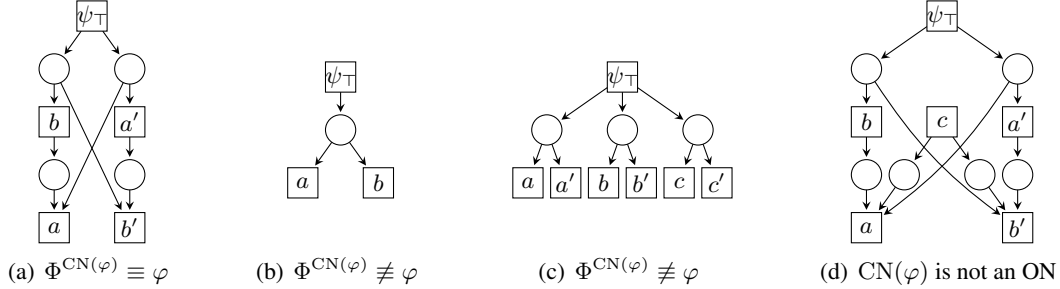 ψ⊤
b
a′
a
b′
(a) Φ^CN(φ) ≡ φ
ψ⊤
a
b
(b) Φ^CN(φ) ≢ φ
ψ⊤
a
a′
b
b′
c
c′
(c) Φ^CN(φ) ≢ φ
ψ⊤
b
c
a′
a
b′
(d) CN(φ) is not an ON